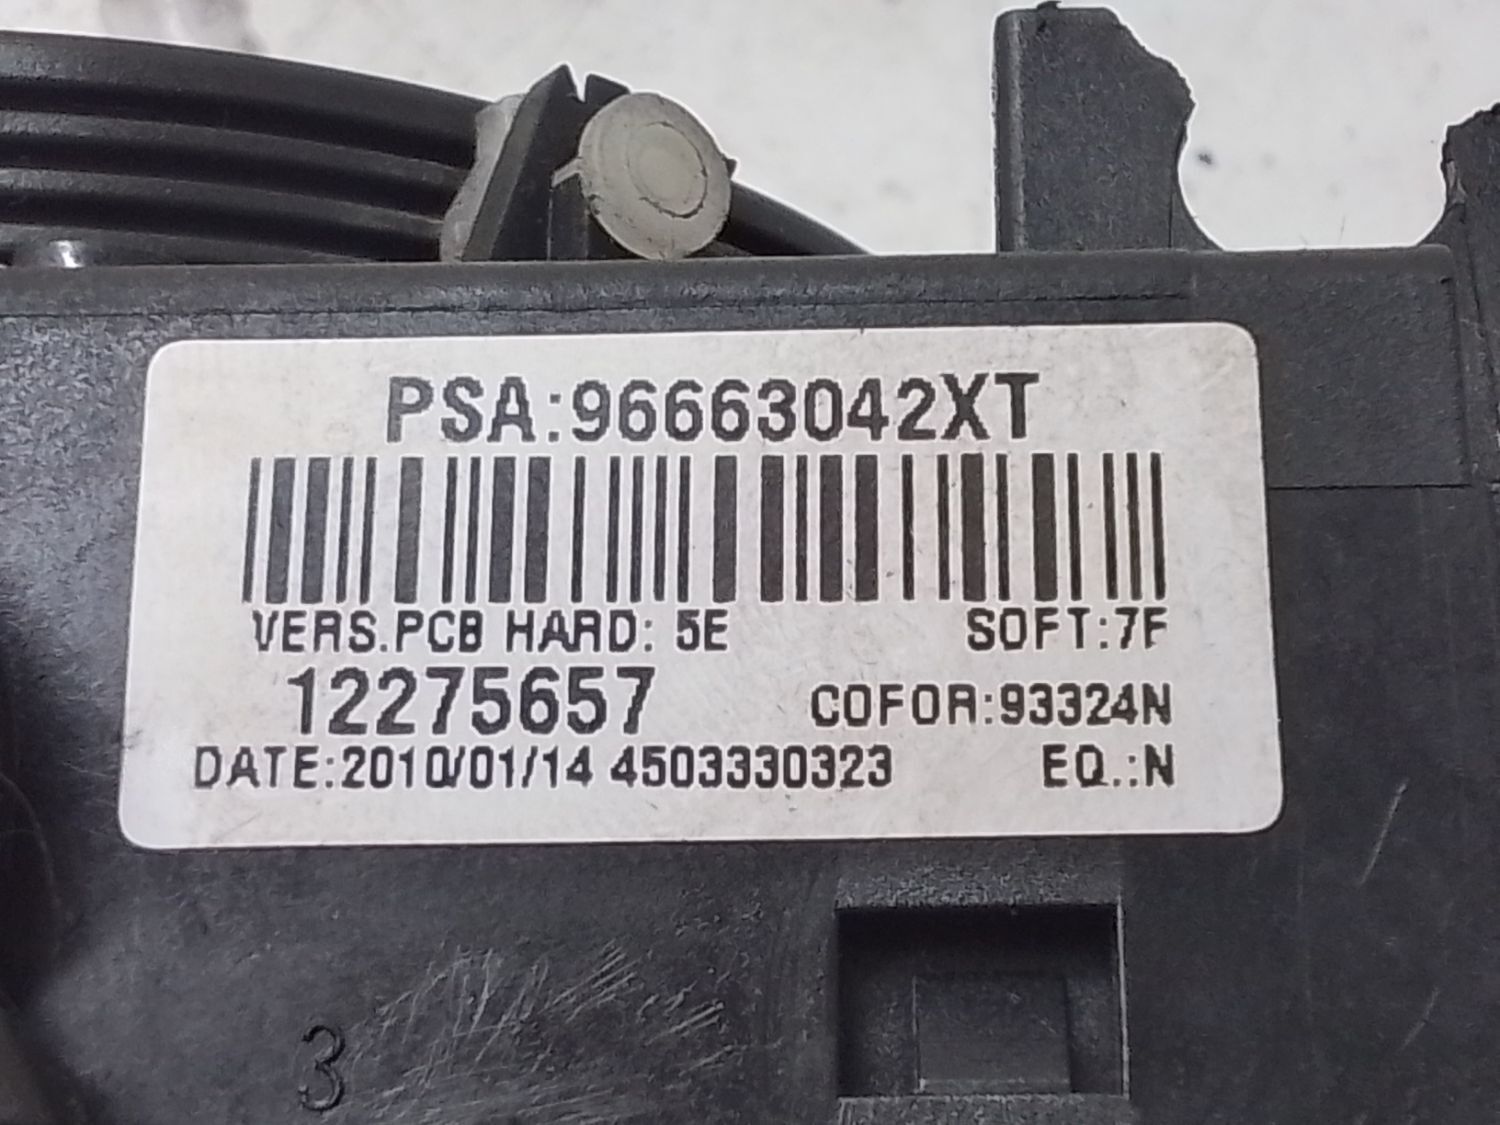 PSA:96663042XT
VERS.PCB HARD: 5E SOFT:7F
12275657 COFOR:93324N
DATE:2010/01/14 4503330323 EQ.:N
3